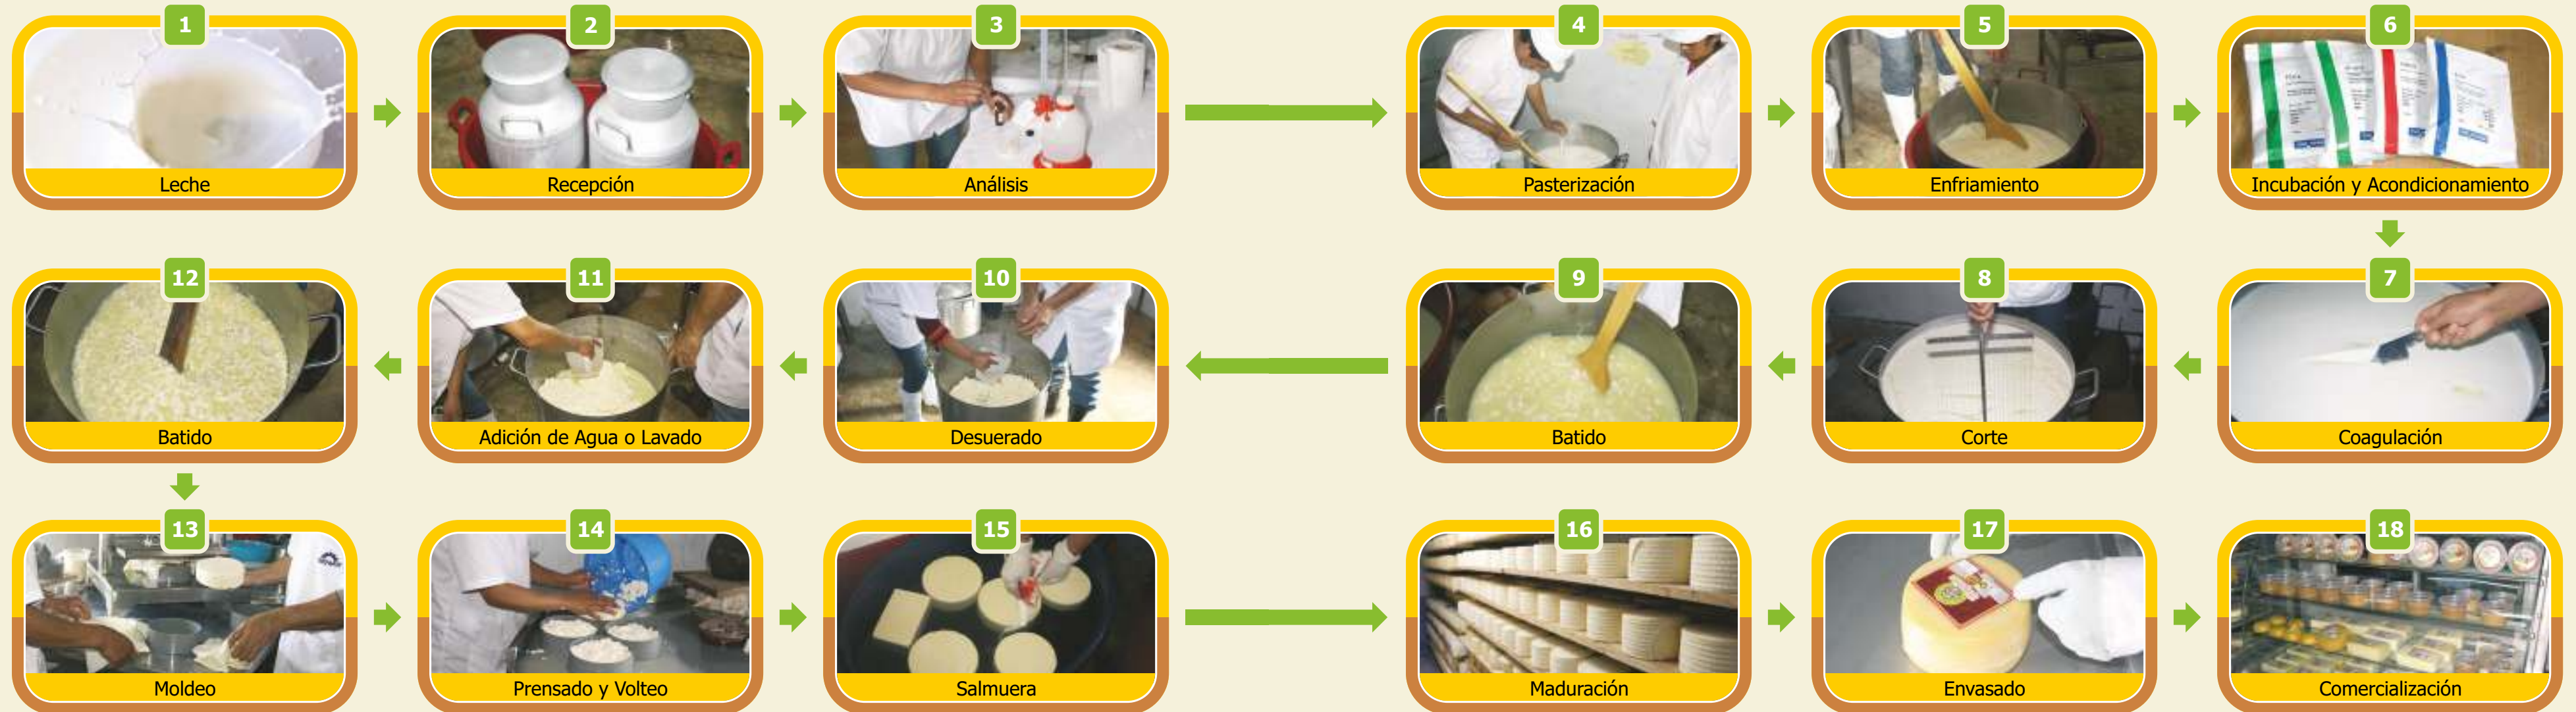 1
Leche
2
Recepción
3
Análisis
4
Pasterización
5
Enfriamiento
6
Incubación y Acondicionamiento
7
Coagulación
8
Corte
9
Batido
10
Desuerado
11
Adición de Agua o Lavado
12
Batido
13
Moldeo
14
Prensado y Volteo
15
Salmuera
16
Maduración
17
Envasado
18
Comercialización